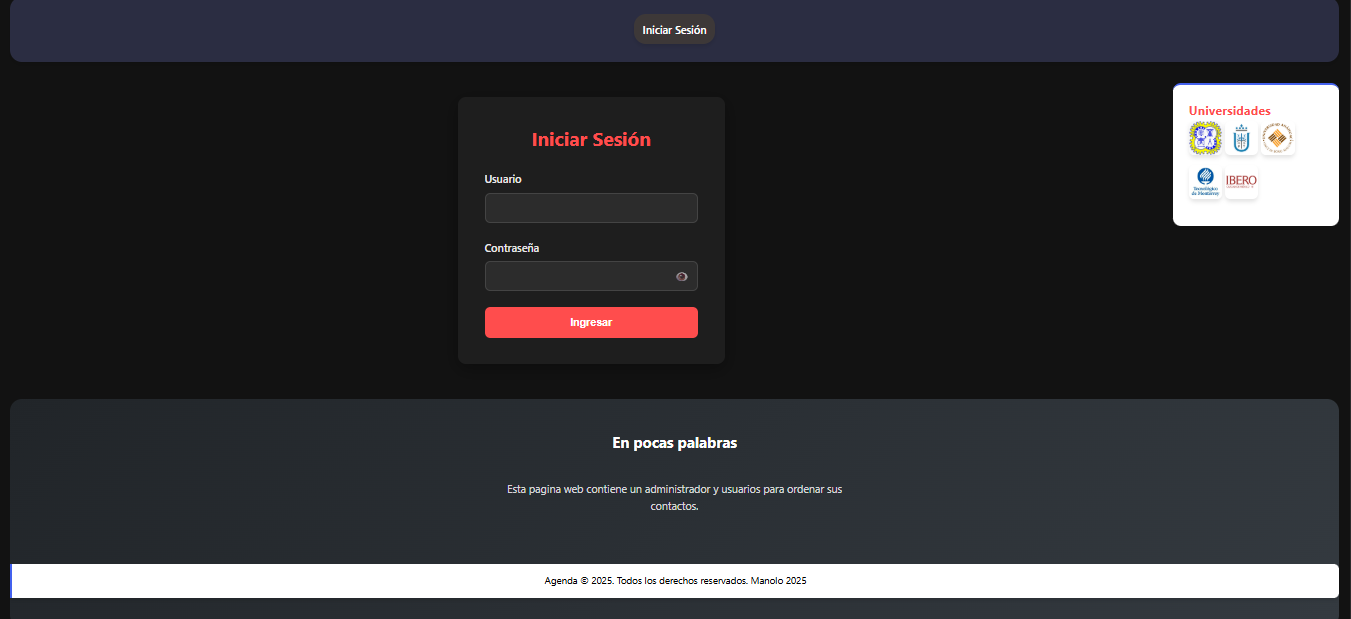 Iniciar Sesión
Universidades
Iniciar Sesión
Usuario
Contraseña
Ingresar
Tecnológico
de Monterrey
IBERO
En pocas palabras
Esta pagina web contiene un administrador y usuarios para ordenar sus
contactos.
Agenda © 2025. Todos los derechos reservados. Manolo 2025